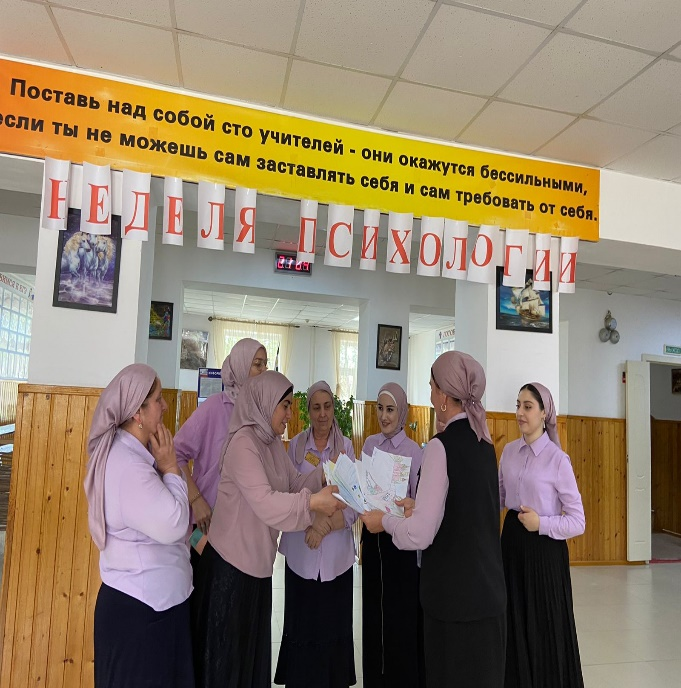 Поставь над собой сто учителей - они окажутся бессильными,
если ты не можешь сам заставлять себя и сам требовать от себя.
НЕДЕЛЯ ПСИХОЛОГИИ